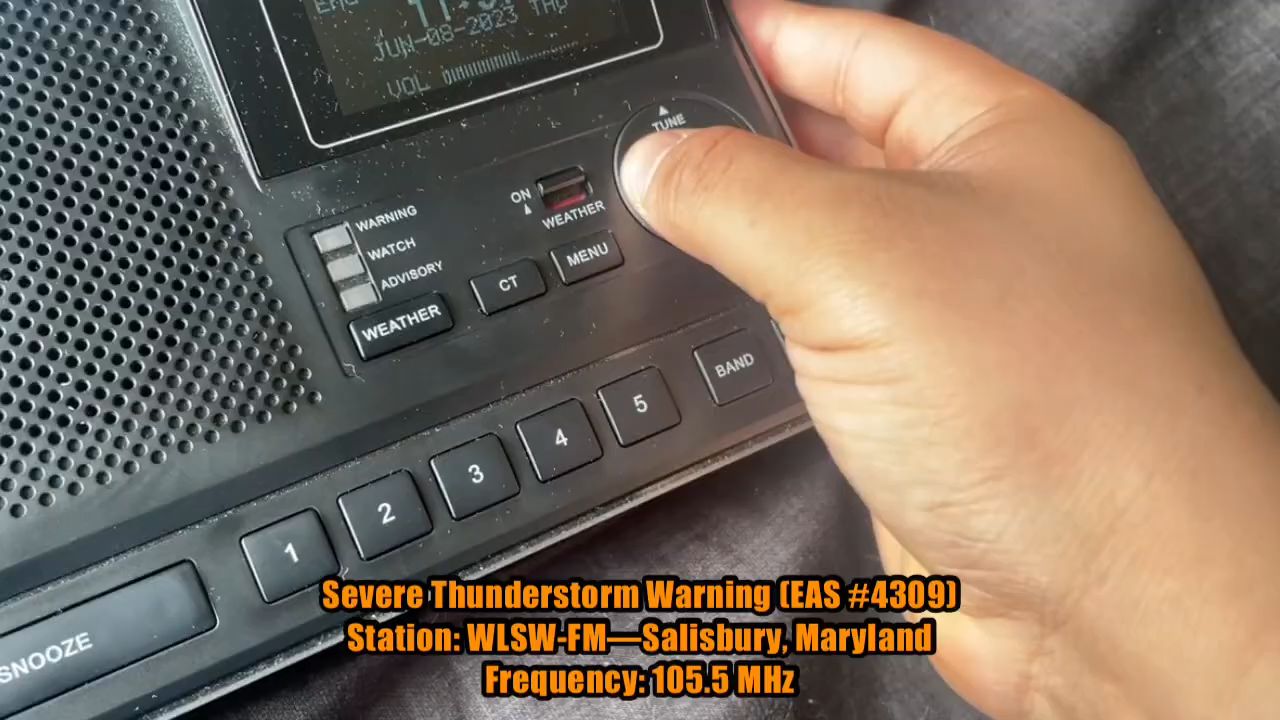 JUN-08-2023 THU
VOL
TUNE
ON
WEATHER
WARNING
WATCH
ADVISORY
WEATHER
CT
MENU
BAND
1
2
3
4
5
SNOOZE
Severe Thunderstorm Warning (EAS #4309)
Station: WLSW-FM—Salisbury, Maryland
Frequency: 105.5 MHz